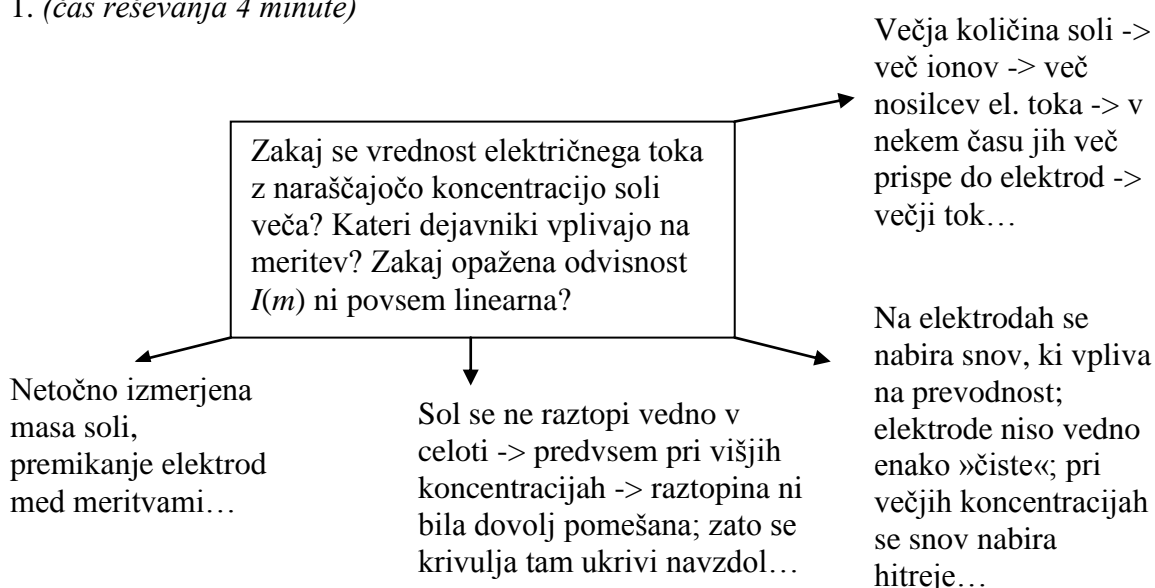 1. (čas reševanja 4 minute)
Večja količina soli ->
več ionov -> več
nosilcev el. toka -> v
nekem času jih več
prispe do elektrod ->
večji tok…
Zakaj se vrednost električnega toka
z naraščajočo koncentracijo soli
veča? Kateri dejavniki vplivajo na
meritev? Zakaj opažena odvisnost
I(m) ni povsem linearna?
Netočno izmerjena
masa soli,
premikanje elektrod
med meritvami…
Sol se ne raztopi vedno v
celoti -> predvsem pri višjih
koncentracijah -> raztopina ni
bila dovolj pomešana; zato se
krivulja tam ukrivi navzdol…
Na elektrodah se
nabira snov, ki vpliva
na prevodnost;
elektrode niso vedno
enako »čiste«; pri
večjih koncentracijah
se snov nabira
hitreje…